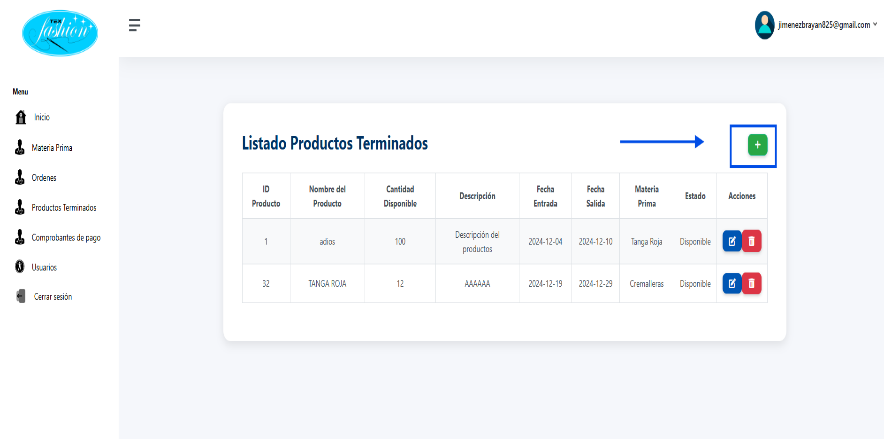 TEX
fashion
jimenezbrayan825@gmail.com
Menu
Inicio
Materia Prima
Ordenes
Productos Terminados
Comprobantes de pago
Usuarios
Cerrar sesión
Listado Productos Terminados
+
ID Producto
Nombre del Producto
Cantidad Disponible
Descripción
Fecha Entrada
Fecha Salida
Materia Prima
Estado
Acciones
1 adios 100 Descripción del productos 2024-12-04 2024-12-10 Tanga Roja Disponible
32 TANGA ROJA 12 AAAAAA 2024-12-19 2024-12-29 Cremalleras Disponible